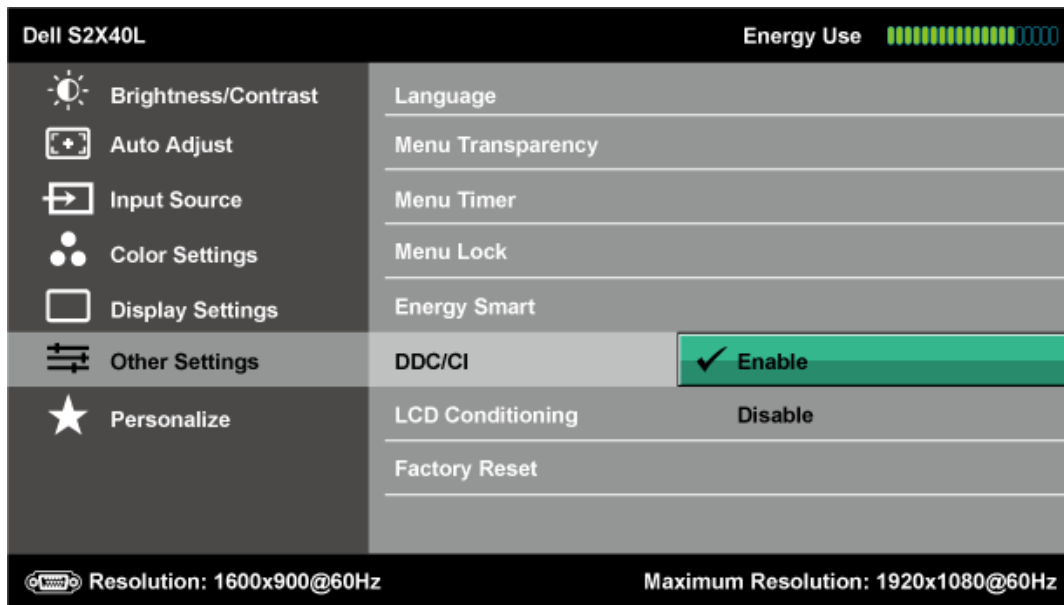 Dell S2X40L
Energy Use
Brightness/Contrast
Auto Adjust
Input Source
Color Settings
Display Settings
Other Settings
Personalize
Language
Menu Transparency
Menu Timer
Menu Lock
Energy Smart
DDC/CI
Enable
LCD Conditioning
Disable
Factory Reset
Resolution: 1600x900@60Hz
Maximum Resolution: 1920x1080@60Hz